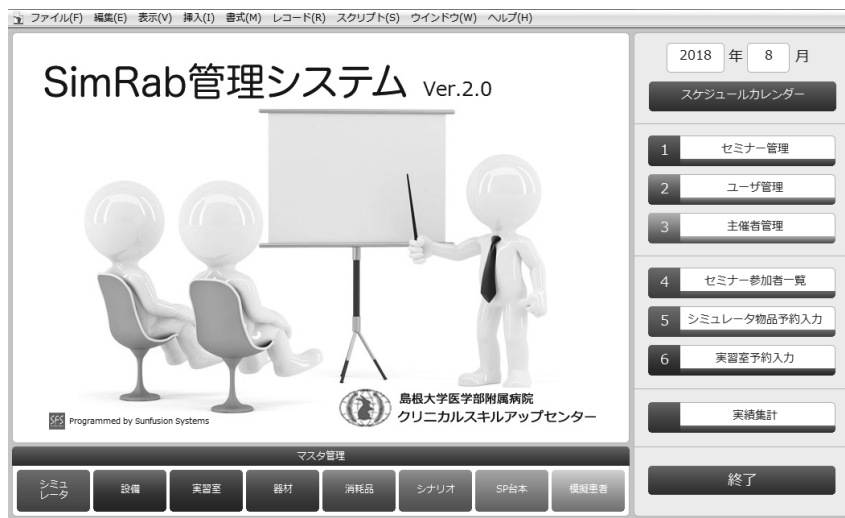 ファイル(F) 編集(E) 表示(V) 挿入(I) 書式(M) レコード(R) スクリプト(S) ウインドウ(W) ヘルプ(H)
SimRab管理システム Ver.2.0
島根大学医学部附属病院
クリニカルスキルアップセンター
SFS Programmed by Sunfusion Systems
2018 年 8 月
スケジュールカレンダー
1 セミナー管理
2 ユーザ管理
3 主催者管理
4 セミナー参加者一覧
5 シミュレータ物品予約入力
6 実習室予約入力
実績集計
終了
マスタ管理
シミュ
レータ
設備
実習室
器材
消耗品
シナリオ
SP台本
模擬患者